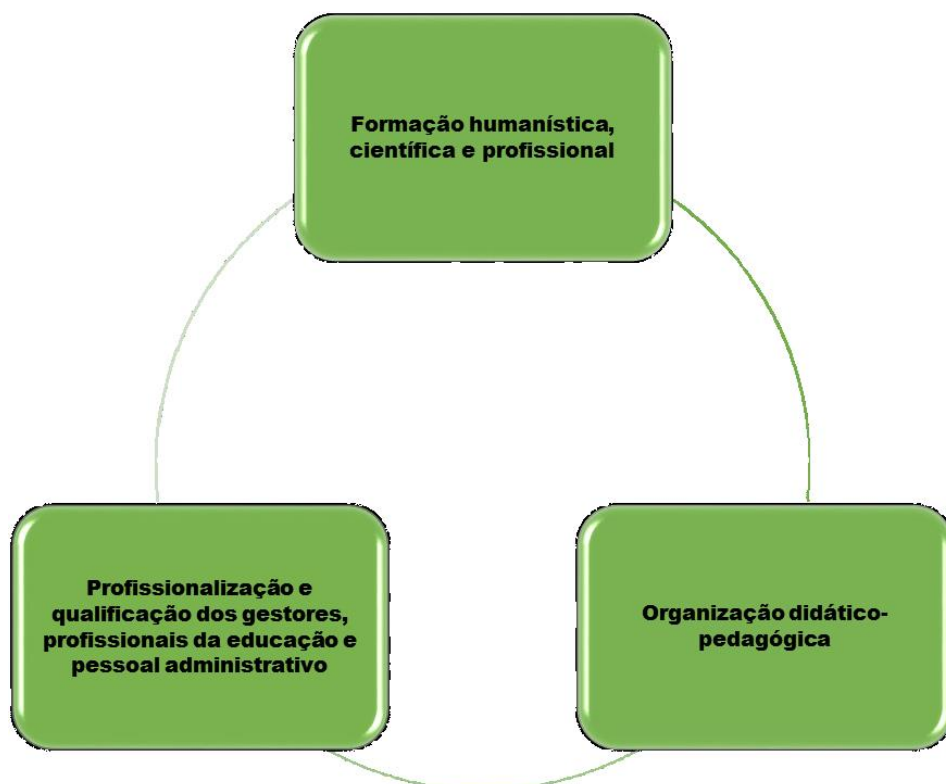 Formação humanística,
científica e profissional
Profissionalização e
qualificação dos gestores,
profissionais da educação e
pessoal administrativo
Organização didático-
pedagógica